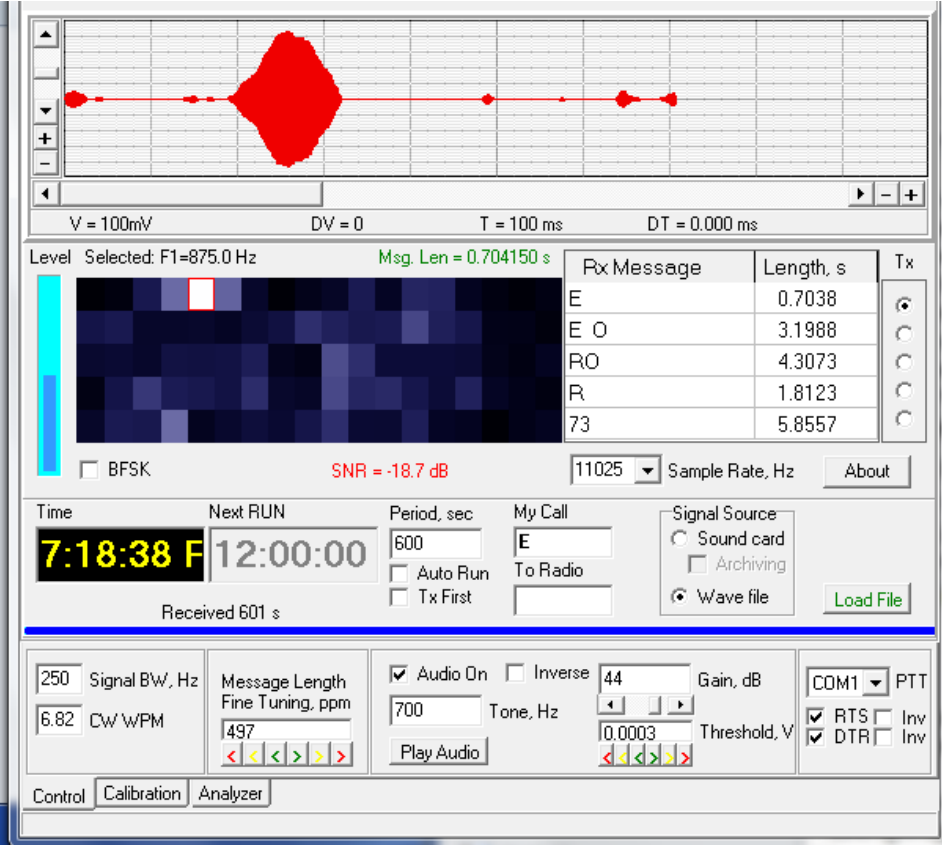 +
−
− +
V = 100mV DV = 0 T = 100 ms DT = 0.000 ms
Level Selected: F1=875.0 Hz Msg. Len = 0.704150 s Rx Message Length, s Tx
E 0.7038
E O 3.1988
RO 4.3073
R 1.8123
73 5.8557
BFSK SNR = -18.7 dB 11025 Sample Rate, Hz About
Time Next RUN Period, sec My Call Signal Source
7:18:38 F 12:00:00 600 E Sound card
Auto Run To Radio Archiving
Tx First Wave file Load File
Received 601 s
250 Signal BW, Hz Message Length Audio On Inverse 44 Gain, dB COM1 PTT
Fine Tuning, ppm
6.82 CW WPM 497 700 Tone, Hz 0.0003 Threshold, V RTS Inv
DTR Inv
< < < > > > Play Audio < < < > > >
Control Calibration Analyzer